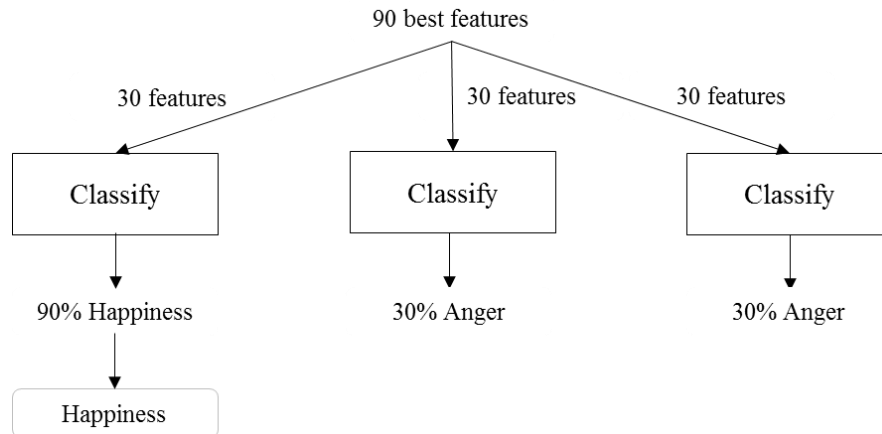 90 best features
30 features
30 features
30 features
Classify
Classify
Classify
90% Happiness
30% Anger
30% Anger
Happiness